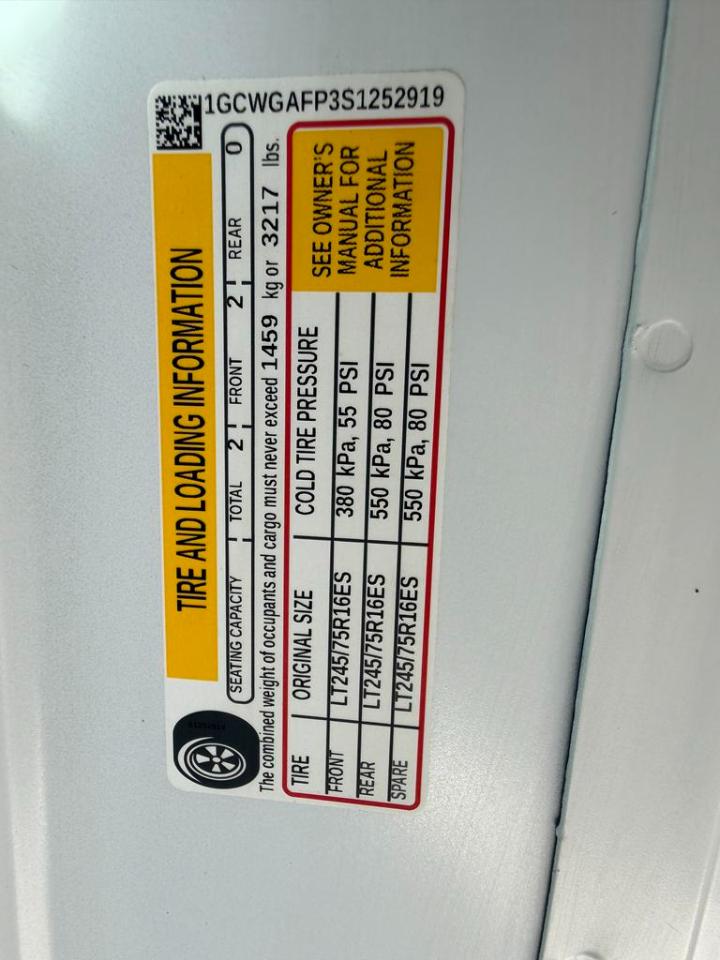 1GCWGAFP3S1252919
TIRE AND LOADING INFORMATION
SEATING CAPACITY TOTAL 2 FRONT 2 REAR 0
The combined weight of occupants and cargo must never exceed 1459 kg or 3217 lbs.
TIRE ORIGINAL SIZE COLD TIRE PRESSURE
FRONT LT245/75R16ES 380 kPa, 55 PSI
REAR LT245/75R16ES 550 kPa, 80 PSI
SPARE LT245/75R16ES 550 kPa, 80 PSI
SEE OWNER'S
MANUAL FOR
ADDITIONAL
INFORMATION